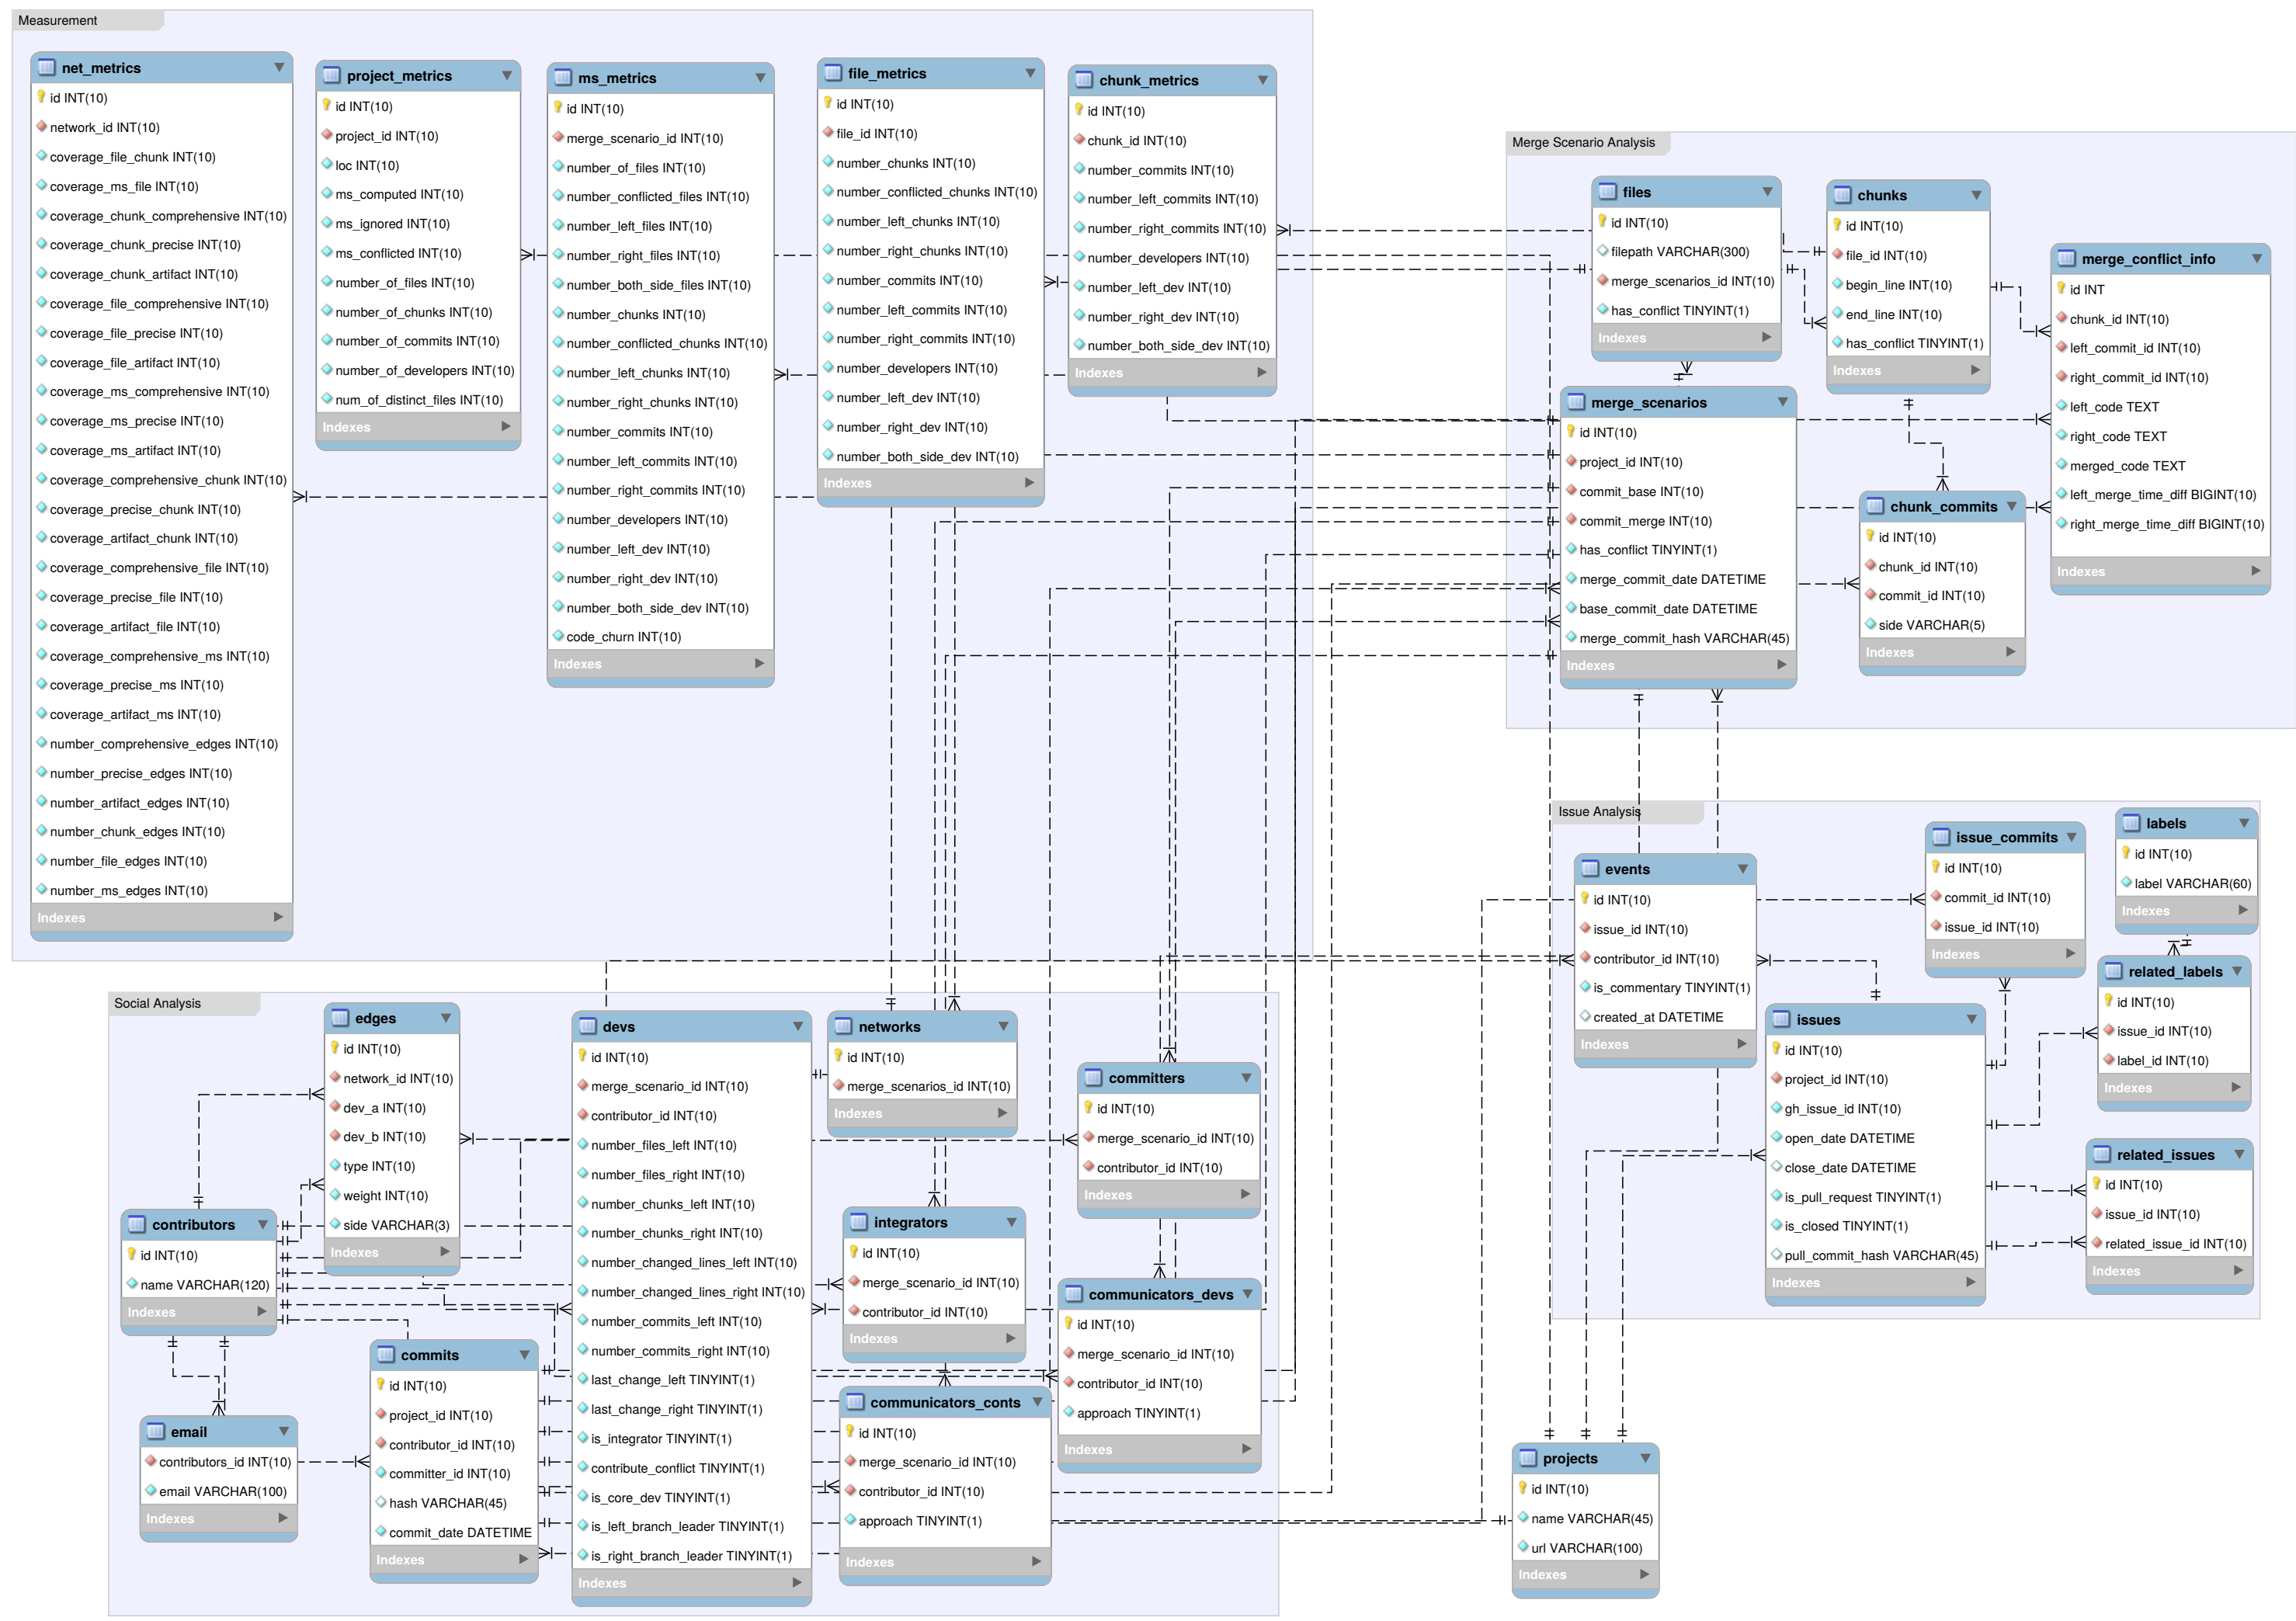 Measurement
net_metrics
id INT(10)
network_id INT(10)
coverage_file_chunk INT(10)
coverage_ms_file INT(10)
coverage_chunk_comprehensive INT(10)
coverage_chunk_precise INT(10)
coverage_chunk_artifact INT(10)
coverage_file_comprehensive INT(10)
coverage_file_precise INT(10)
coverage_file_artifact INT(10)
coverage_ms_comprehensive INT(10)
coverage_ms_precise INT(10)
coverage_ms_artifact INT(10)
coverage_comprehensive_chunk INT(10)
coverage_precise_chunk INT(10)
coverage_artifact_chunk INT(10)
coverage_comprehensive_file INT(10)
coverage_precise_file INT(10)
coverage_artifact_file INT(10)
coverage_comprehensive_ms INT(10)
coverage_precise_ms INT(10)
coverage_artifact_ms INT(10)
number_comprehensive_edges INT(10)
number_precise_edges INT(10)
number_artifact_edges INT(10)
number_chunk_edges INT(10)
number_file_edges INT(10)
number_ms_edges INT(10)
Indexes
project_metrics
id INT(10)
project_id INT(10)
loc INT(10)
ms_computed INT(10)
ms_ignored INT(10)
ms_conflicted INT(10)
number_of_files INT(10)
number_of_chunks INT(10)
number_of_commits INT(10)
number_of_developers INT(10)
num_of_distinct_files INT(10)
Indexes
ms_metrics
id INT(10)
merge_scenario_id INT(10)
number_of_files INT(10)
number_conflicted_files INT(10)
number_left_files INT(10)
number_right_files INT(10)
number_both_side_files INT(10)
number_chunks INT(10)
number_conflicted_chunks INT(10)
number_left_chunks INT(10)
number_right_chunks INT(10)
number_commits INT(10)
number_left_commits INT(10)
number_right_commits INT(10)
number_developers INT(10)
number_left_dev INT(10)
number_right_dev INT(10)
number_both_side_dev INT(10)
code_churn INT(10)
Indexes
file_metrics
id INT(10)
file_id INT(10)
number_chunks INT(10)
number_conflicted_chunks INT(10)
number_left_chunks INT(10)
number_right_chunks INT(10)
number_commits INT(10)
number_left_commits INT(10)
number_right_commits INT(10)
number_developers INT(10)
number_left_dev INT(10)
number_right_dev INT(10)
number_both_side_dev INT(10)
Indexes
chunk_metrics
id INT(10)
chunk_id INT(10)
number_commits INT(10)
number_left_commits INT(10)
number_right_commits INT(10)
number_developers INT(10)
number_left_dev INT(10)
number_right_dev INT(10)
number_both_side_dev INT(10)
Indexes
Merge Scenario Analysis
files
id INT(10)
filepath VARCHAR(300)
merge_scenarios_id INT(10)
has_conflict TINYINT(1)
Indexes
chunks
id INT(10)
file_id INT(10)
begin_line INT(10)
end_line INT(10)
has_conflict TINYINT(1)
Indexes
merge_conflict_info
id INT
chunk_id INT(10)
left_commit_id INT(10)
right_commit_id INT(10)
left_code TEXT
right_code TEXT
merged_code TEXT
left_merge_time_diff BIGINT(10)
right_merge_time_diff BIGINT(10)
Indexes
merge_scenarios
id INT(10)
project_id INT(10)
commit_base INT(10)
commit_merge INT(10)
has_conflict TINYINT(1)
merge_commit_date DATETIME
base_commit_date DATETIME
merge_commit_hash VARCHAR(45)
Indexes
chunk_commits
id INT(10)
chunk_id INT(10)
commit_id INT(10)
side VARCHAR(5)
Indexes
Issue Analysis
events
id INT(10)
issue_id INT(10)
contributor_id INT(10)
is_commentary TINYINT(1)
created_at DATETIME
Indexes
issue_commits
id INT(10)
commit_id INT(10)
issue_id INT(10)
Indexes
labels
id INT(10)
label VARCHAR(60)
Indexes
related_labels
id INT(10)
issue_id INT(10)
label_id INT(10)
Indexes
issues
id INT(10)
project_id INT(10)
gh_issue_id INT(10)
open_date DATETIME
close_date DATETIME
is_pull_request TINYINT(1)
is_closed TINYINT(1)
pull_commit_hash VARCHAR(45)
Indexes
related_issues
id INT(10)
issue_id INT(10)
related_issue_id INT(10)
Indexes
Social Analysis
edges
id INT(10)
network_id INT(10)
dev_a INT(10)
dev_b INT(10)
type INT(10)
weight INT(10)
side VARCHAR(3)
Indexes
contributors
id INT(10)
name VARCHAR(120)
Indexes
email
contributors_id INT(10)
email VARCHAR(100)
Indexes
commits
id INT(10)
project_id INT(10)
contributor_id INT(10)
committer_id INT(10)
hash VARCHAR(45)
commit_date DATETIME
Indexes
devs
id INT(10)
merge_scenario_id INT(10)
contributor_id INT(10)
number_files_left INT(10)
number_files_right INT(10)
number_chunks_left INT(10)
number_chunks_right INT(10)
number_changed_lines_left INT(10)
number_changed_lines_right INT(10)
number_commits_left INT(10)
number_commits_right INT(10)
last_change_left TINYINT(1)
last_change_right TINYINT(1)
is_integrator TINYINT(1)
contribute_conflict TINYINT(1)
is_core_dev TINYINT(1)
is_left_branch_leader TINYINT(1)
is_right_branch_leader TINYINT(1)
Indexes
networks
id INT(10)
merge_scenarios_id INT(10)
Indexes
committers
id INT(10)
merge_scenario_id INT(10)
contributor_id INT(10)
Indexes
integrators
id INT(10)
merge_scenario_id INT(10)
contributor_id INT(10)
Indexes
communicators_devs
id INT(10)
merge_scenario_id INT(10)
contributor_id INT(10)
approach TINYINT(1)
Indexes
communicators_conts
id INT(10)
merge_scenario_id INT(10)
contributor_id INT(10)
approach TINYINT(1)
Indexes
projects
id INT(10)
name VARCHAR(45)
url VARCHAR(100)
Indexes